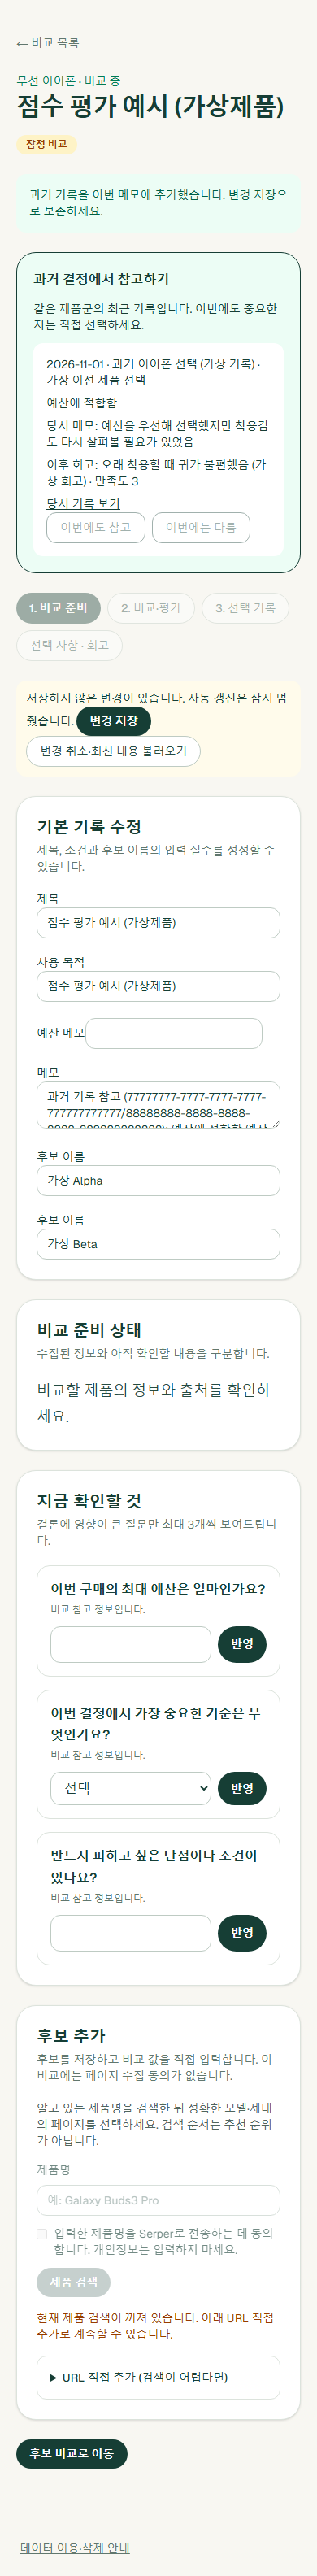 ← 비교 목록
무선 이어폰 · 비교 중
점수 평가 예시 (가상제품)
잠정 비교
과거 기록을 이번 메모에 추가했습니다. 변경 저장으
로 보존하세요.
과거 결정에서 참고하기
같은 제품군의 최근 기록입니다. 이번에도 중요한
지는 직접 선택하세요.
2026-11-01 · 과거 이어폰 선택 (가상 기록) ·
가상 이전 제품 선택
예산에 적합함
당시 메모: 예산을 우선해 선택했지만 착용감
도 다시 살펴볼 필요가 있었음
이후 회고: 오래 착용할 때 귀가 불편했음 (가
상 회고) · 만족도 3
당시 기록 보기
이번에도 참고 이번에는 다름
1. 비교 준비 2. 비교·평가 3. 선택 기록
선택 사항 · 회고
저장하지 않은 변경이 있습니다. 자동 갱신은 잠시 멈
췄습니다. 변경 저장
변경 취소·최신 내용 불러오기
기본 기록 수정
제목, 조건과 후보 이름의 입력 실수를 정정할 수
있습니다.
제목
점수 평가 예시 (가상제품)
사용 목적
점수 평가 예시 (가상제품)
예산 메모
메모
과거 기록 참고 (77777777-7777-7777-7777-
777777777777/88888888-8888-8888-
후보 이름
가상 Alpha
후보 이름
가상 Beta
비교 준비 상태
수집된 정보와 아직 확인할 내용을 구분합니다.
비교할 제품의 정보와 출처를 확인하
세요.
지금 확인할 것
결론에 영향이 큰 질문만 최대 3개씩 보여드립니
다.
이번 구매의 최대 예산은 얼마인가요?
비교 참고 정보입니다.
반영
이번 결정에서 가장 중요한 기준은 무
엇인가요?
비교 참고 정보입니다.
선택 반영
반드시 피하고 싶은 단점이나 조건이
있나요?
비교 참고 정보입니다.
반영
후보 추가
후보를 저장하고 비교 값을 직접 입력합니다. 이
비교에는 페이지 수집 동의가 없습니다.
알고 있는 제품명을 검색한 뒤 정확한 모델·세대
의 페이지를 선택하세요. 검색 순서는 추천 순위
가 아닙니다.
제품명
예: Galaxy Buds3 Pro
입력한 제품명을 Serper로 전송하는 데 동의
합니다. 개인정보는 입력하지 마세요.
제품 검색
현재 제품 검색이 꺼져 있습니다. 아래 URL 직접
추가로 계속할 수 있습니다.
▶ URL 직접 추가 (검색이 어렵다면)
후보 비교로 이동
데이터 이용·삭제 안내